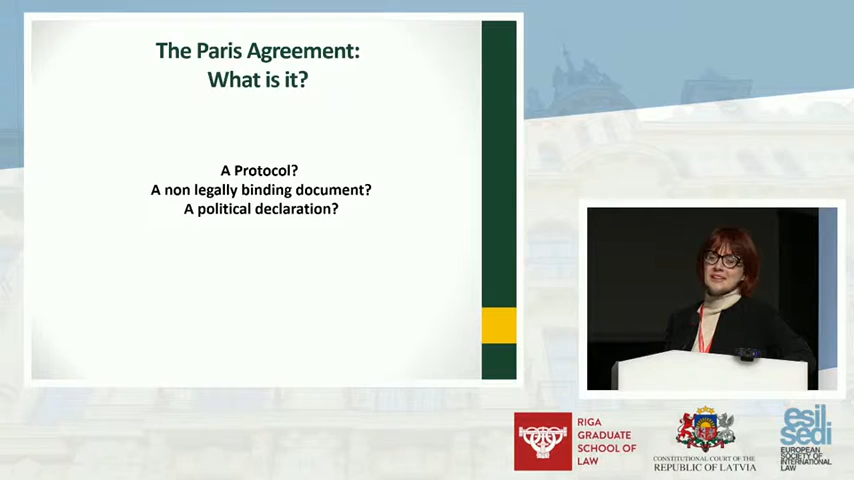 The Paris Agreement:
What is it?
A Protocol?
A non legally binding document?
A political declaration?
RIGA
GRADUATE
SCHOOL OF
LAW
CONSTITUTIONAL COURT OF THE
REPUBLIC OF LATVIA
esil
sedi
EUROPEAN
SOCIETY OF
INTERNATIONAL
LAW